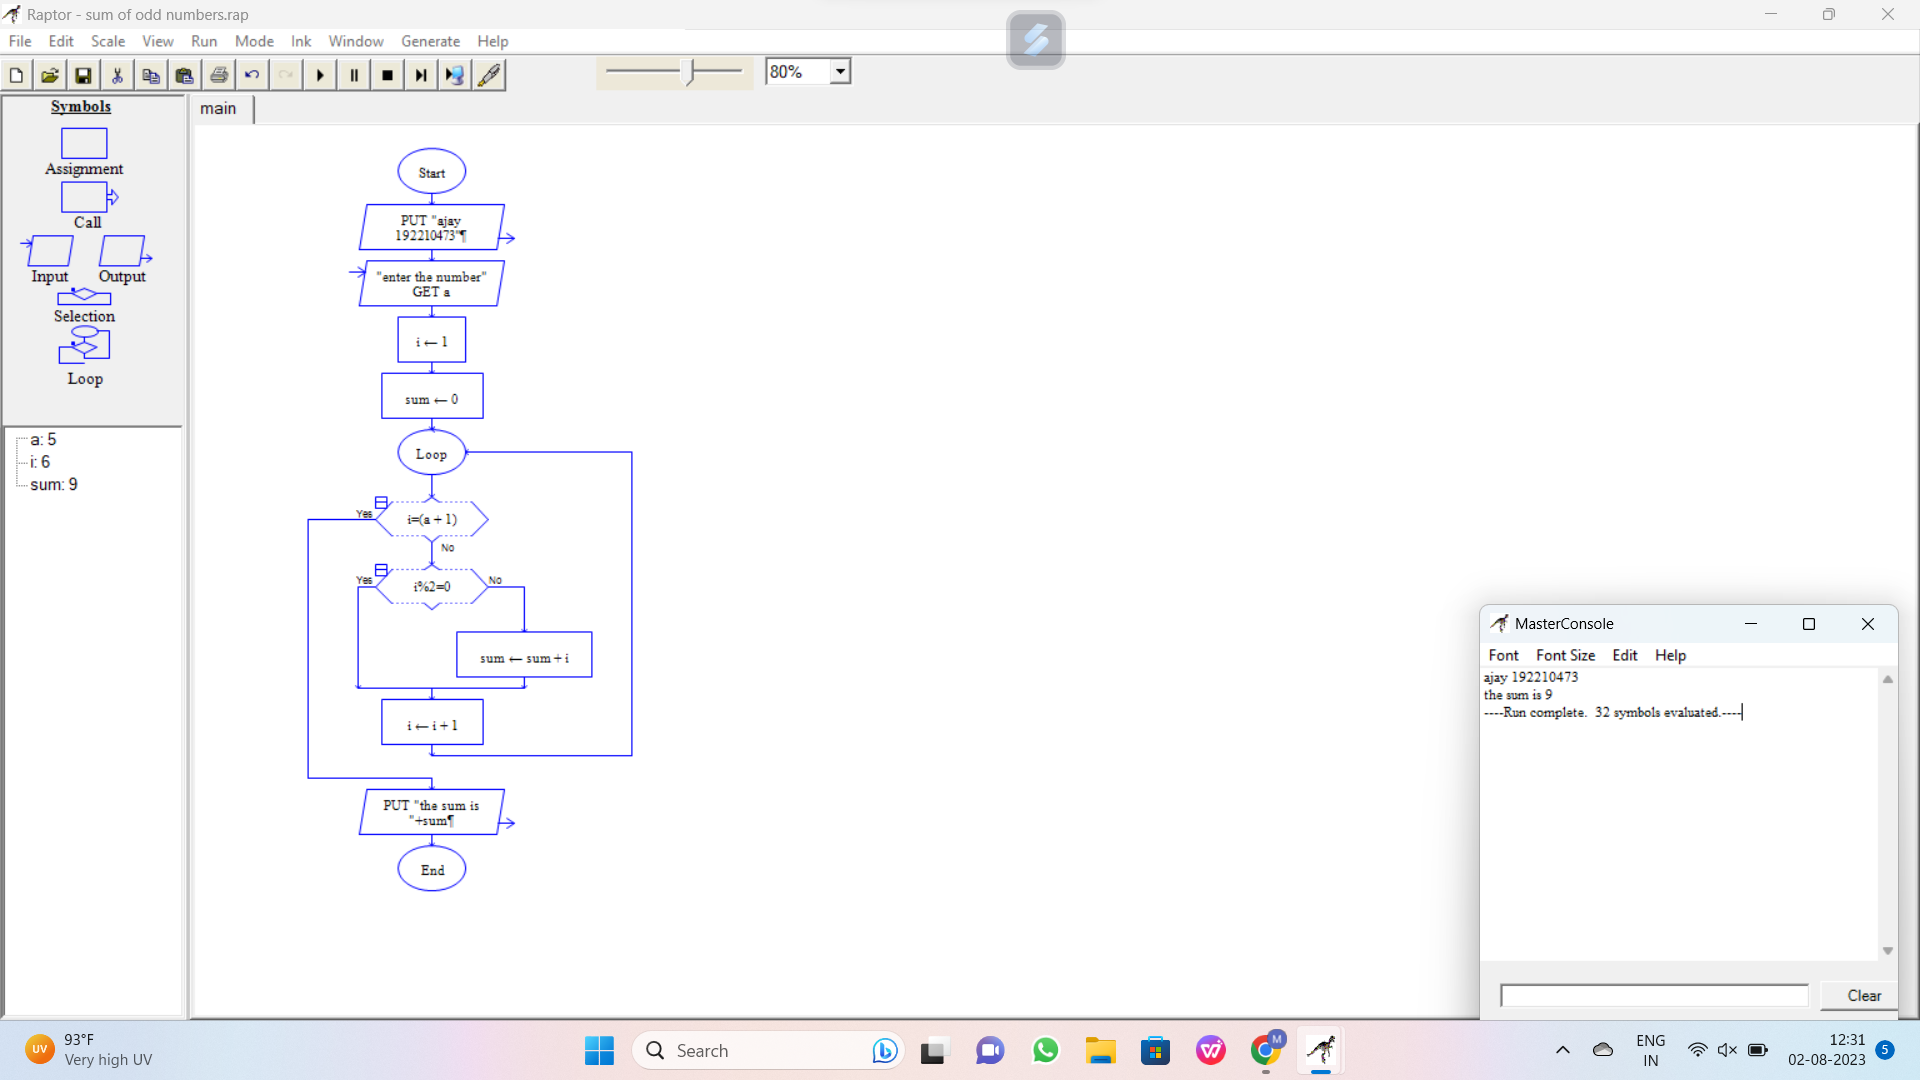 Raptor - sum of odd numbers.rap
File Edit Scale View Run Mode Ink Window Generate Help
80%
Symbols
Assignment
Call
Input Output
Selection
Loop
a: 5
i: 6
sum: 9
main
Start
PUT "ajay
192210473"¶
"enter the number"
GET a
i ← 1
sum ← 0
Loop
Yes
i=(a + 1)
No
Yes
i%2=0
No
sum ← sum + i
i ← i + 1
PUT "the sum is
"+sum¶
End
MasterConsole
Font Font Size Edit Help
ajay 192210473
the sum is 9
----Run complete.  32 symbols evaluated.----
Clear
UV
93°F
Very high UV
Search
M
ENG
IN
12:31
02-08-2023
5